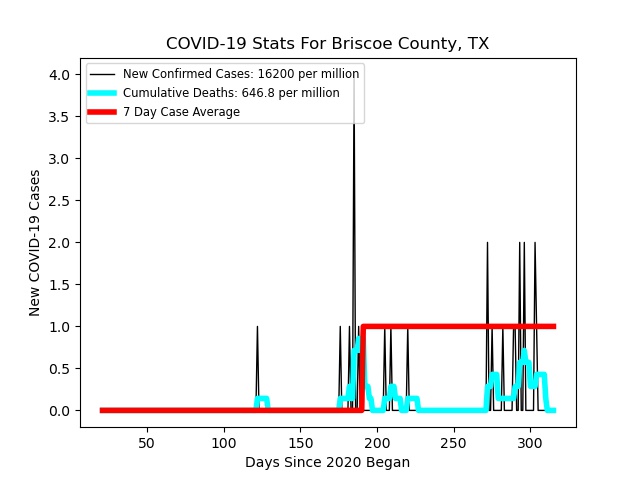 COVID-19 Stats For Briscoe County, TX
New Confirmed Cases: 16200 per million
Cumulative Deaths: 646.8 per million
7 Day Case Average
New COVID-19 Cases
4.0
3.5
3.0
2.5
2.0
1.5
1.0
0.5
0.0
50 100 150 200 250 300
Days Since 2020 Began